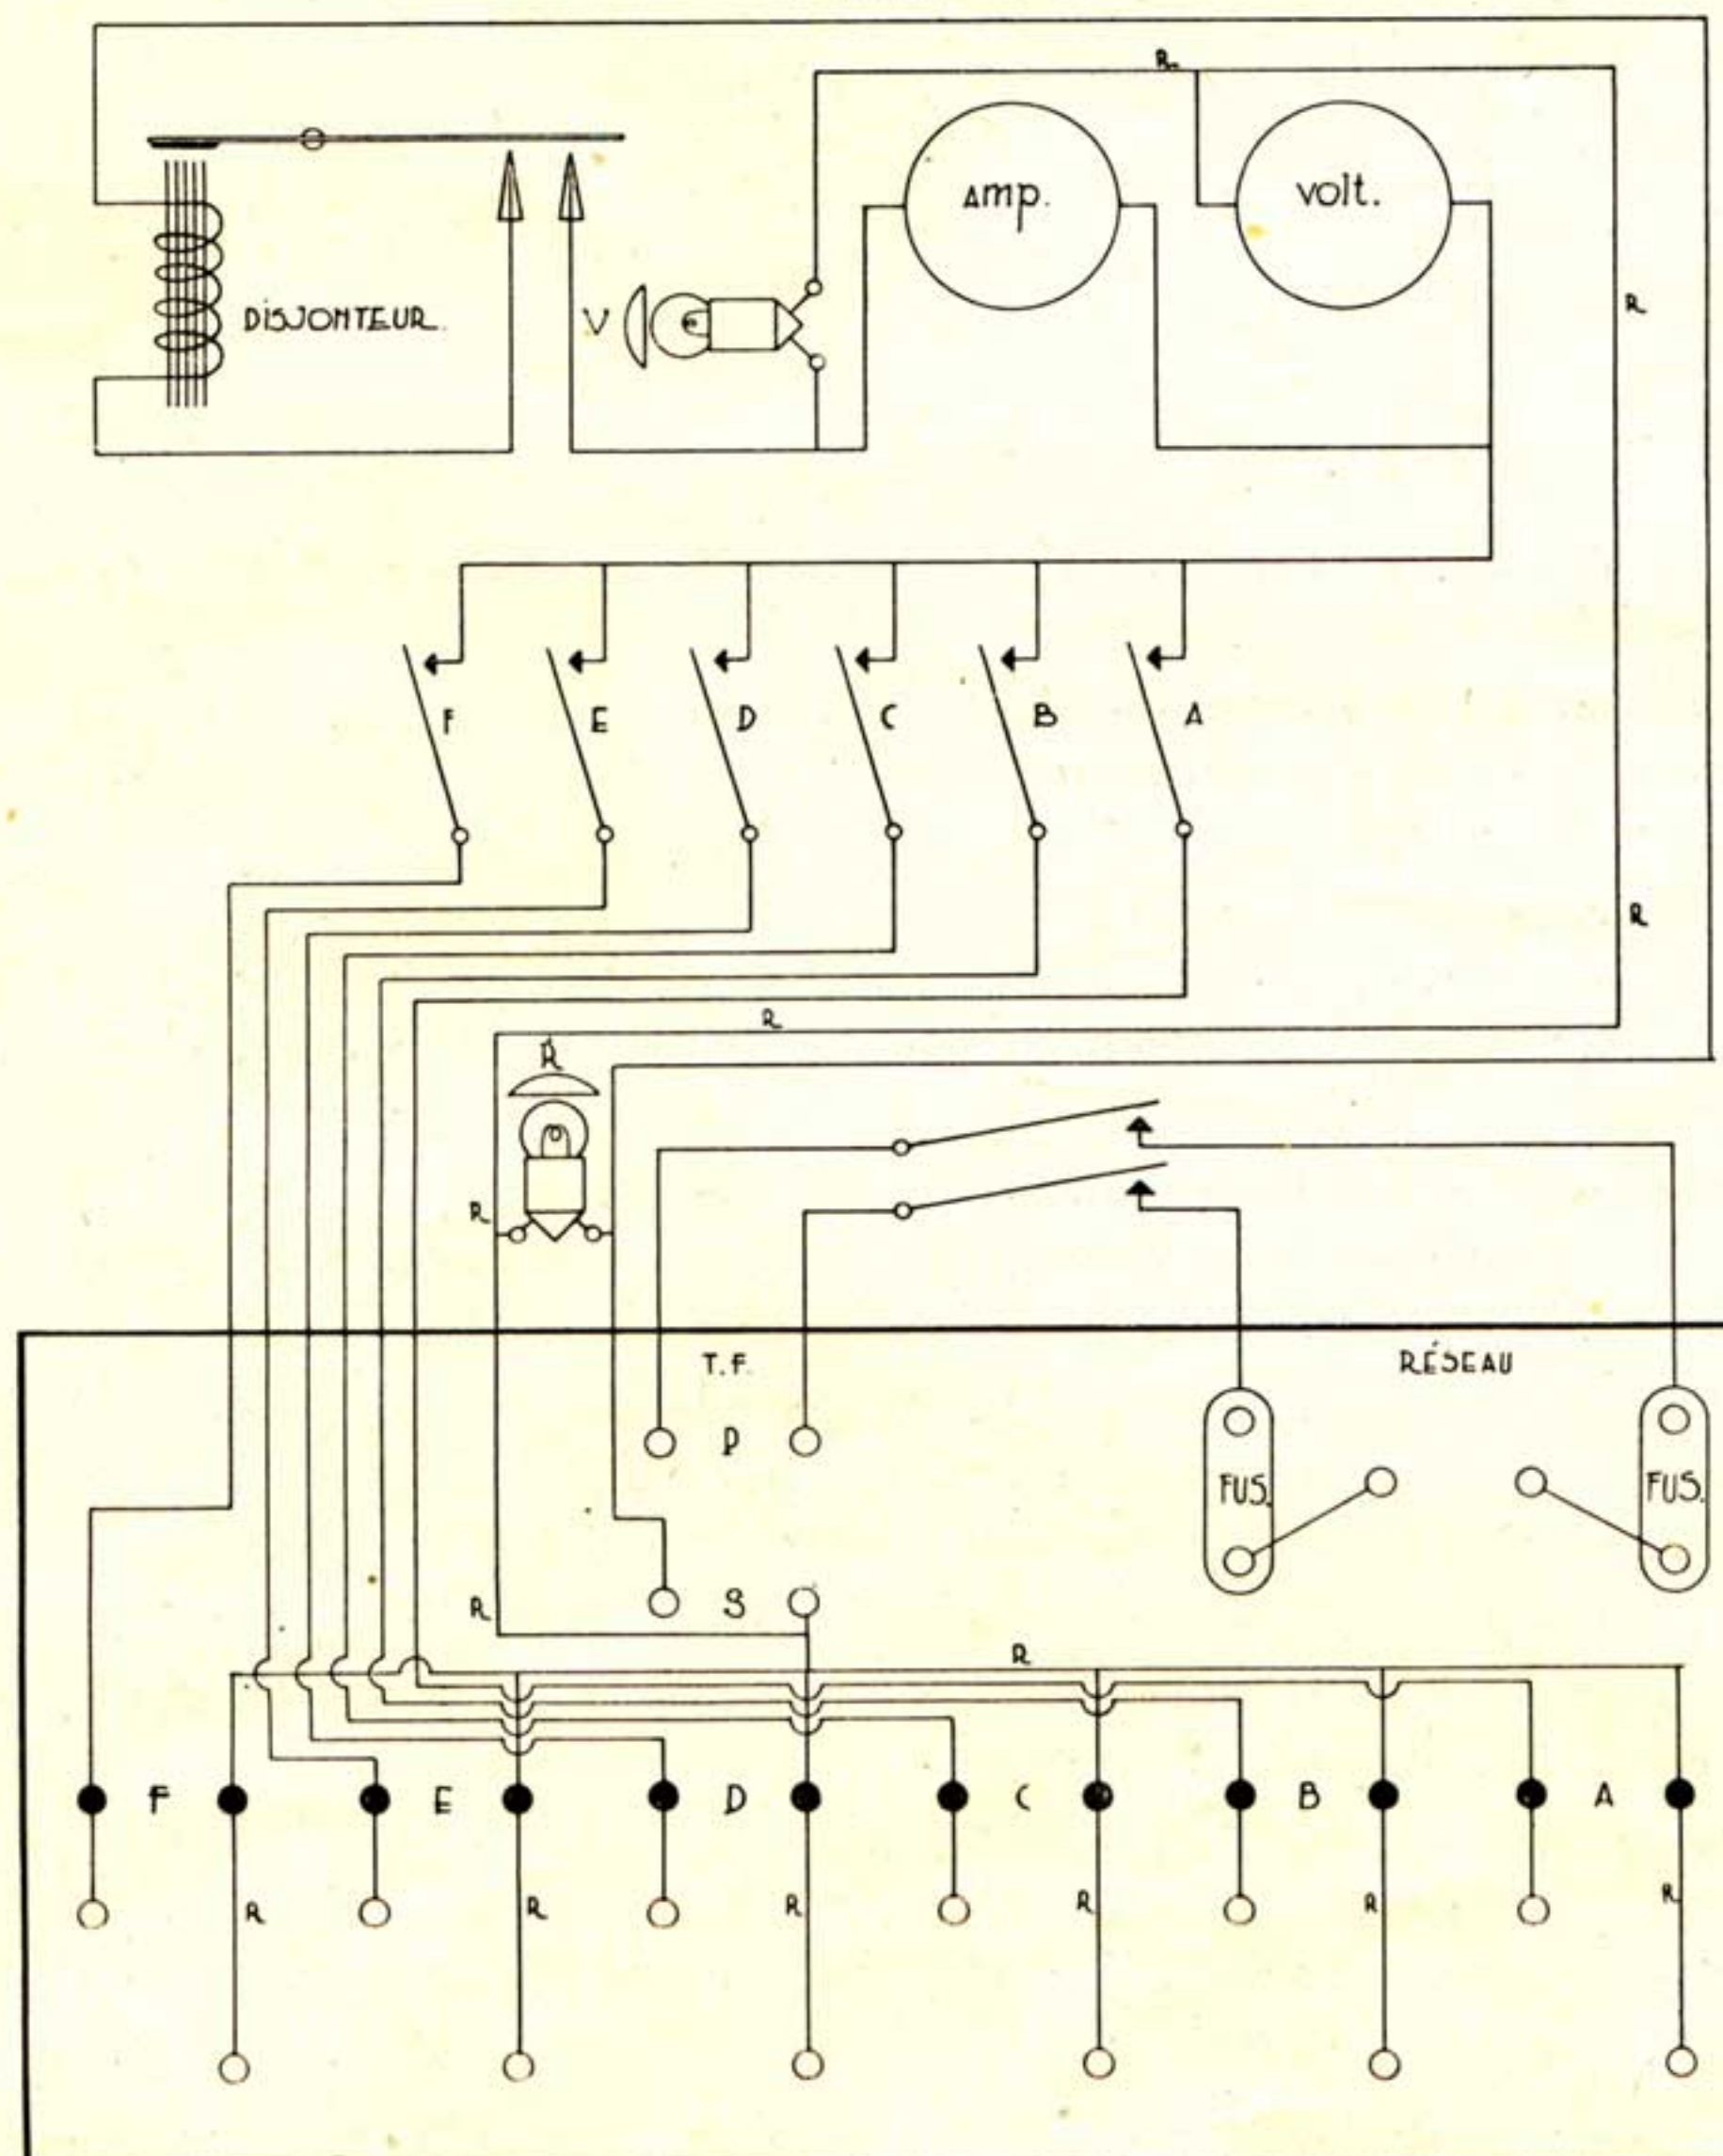 R
Amp.
Volt.
DISJONTEUR.
V
R
F E D C B A
R
R
R
R
T.F.
RÉSEAU
P
FUS. FUS.
S
R
R
F E D C B A
R R R R R R